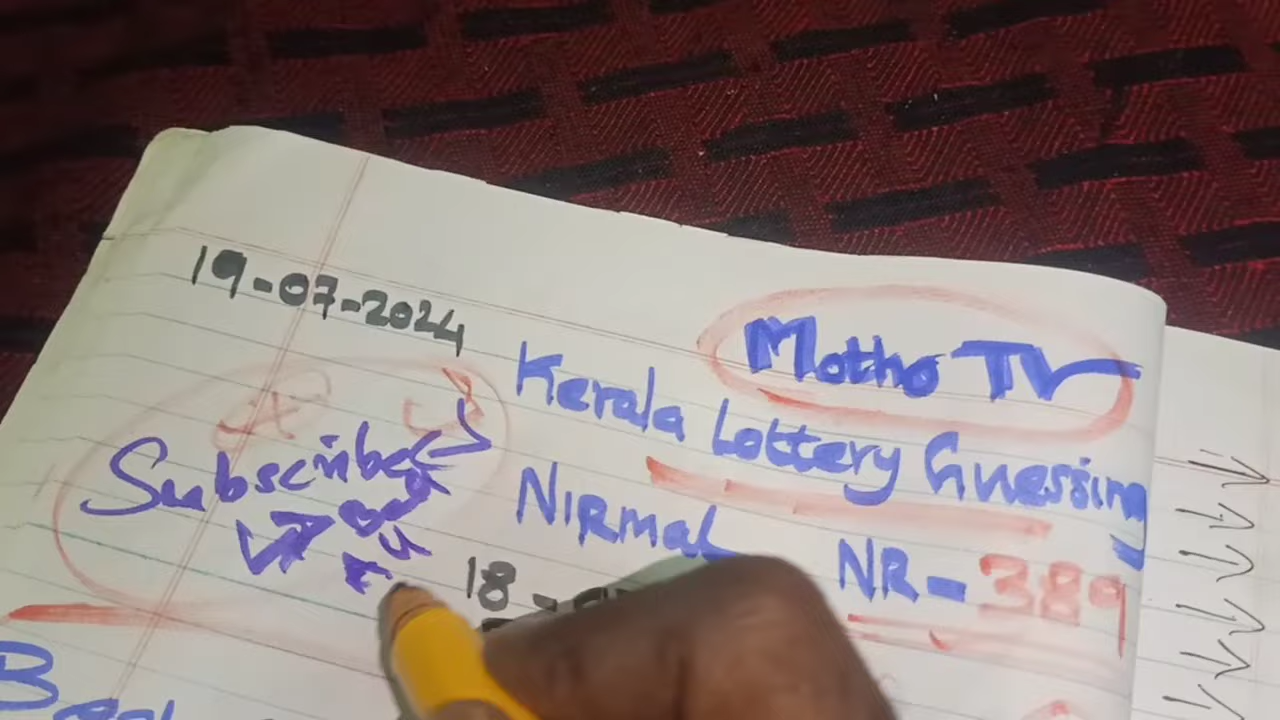 19-07-2024
Motho TV
Kerala Lottery Guessing
Subscribe
Nirmal NR-389
18-